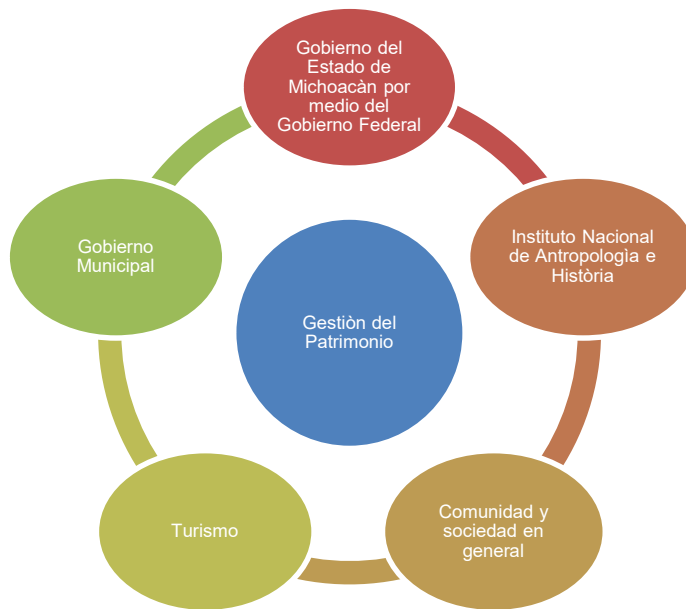 Gobierno del
Estado de
Michoacàn por
medio del
Gobierno Federal
Instituto Nacional
de Antropologìa e
Història
Comunidad y
sociedad en
general
Turismo
Gobierno
Municipal
Gestiòn del
Patrimonio